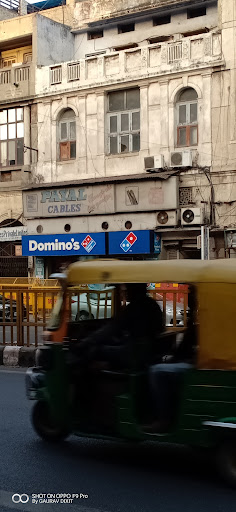 PAYAL
CABLES
Domino's
SHOT ON OPPO F9 Pro
By GAURAV DIXIT